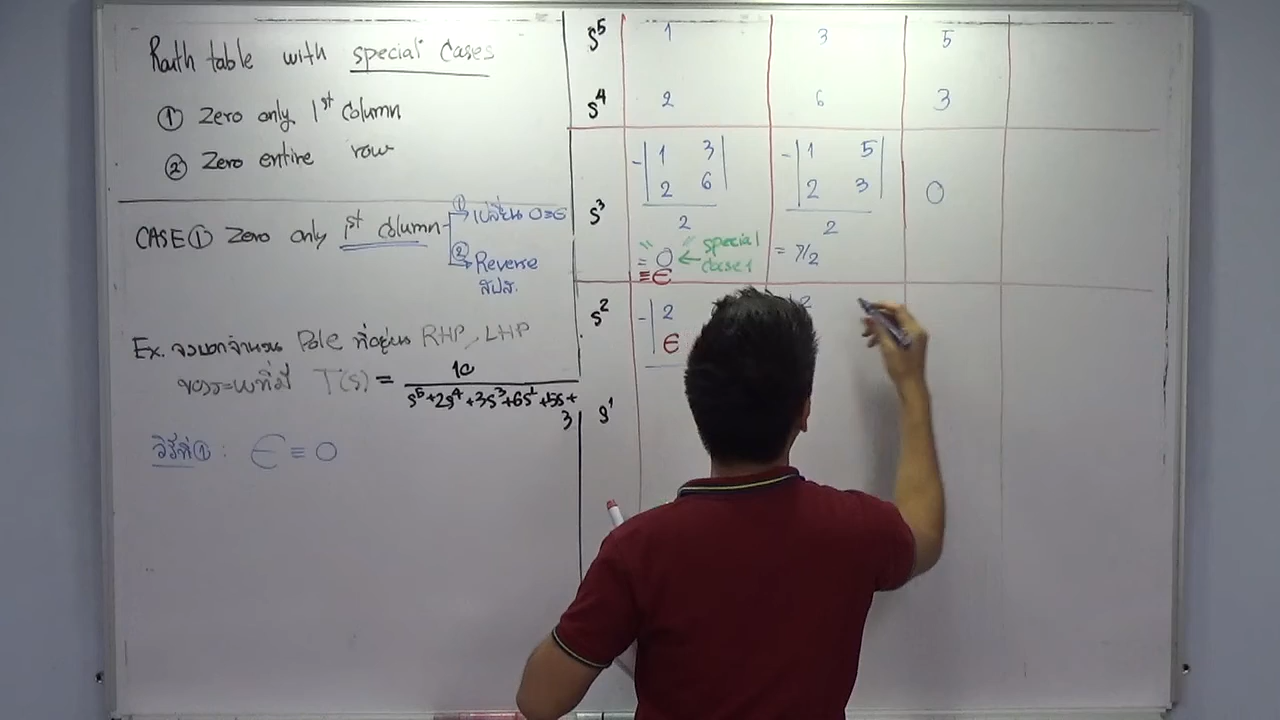 Routh table with special cases
① Zero only 1st column
② Zero entire row
CASE① Zero only 1st column
① เปลี่ยน 0≡ϵ
② Reverse
สปส.
Ex. จงบอกจำนวน Pole ที่อยู่บน RHP, LHP
ของระบบที่มี T(s) = 10
s⁵+2s⁴+3s³+6s²+5s+
3
วิธีที่① : ϵ ≡ 0
s⁵ 1 3 5
s⁴ 2 6 3
-|1 3| -|1 5|
|2 6| |2 3| 0
s³ 2 2
= 0 ← special case 1 = 7/2
≡ ϵ
s² -|2 2
ϵ
s¹